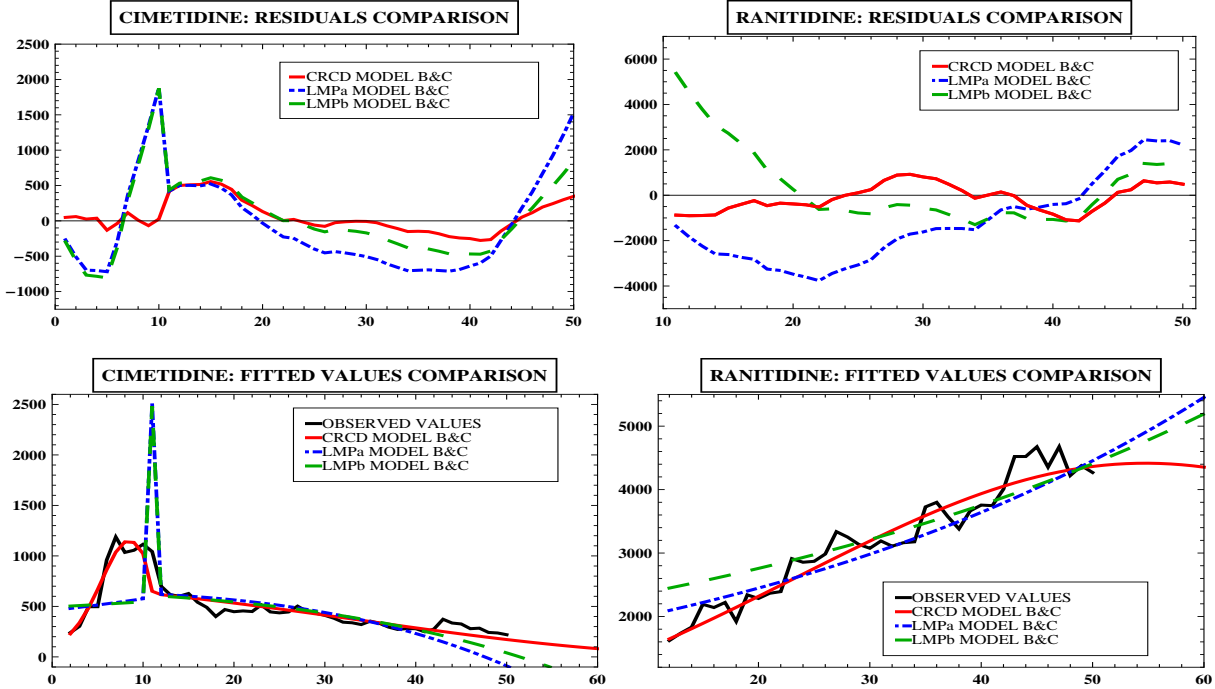 CIMETIDINE: RESIDUALS COMPARISON
2500
2000
1500
1000
500
0
−500
−1000
0
10
20
30
40
50
CRCD MODEL B&C
LMPa MODEL B&C
LMPb MODEL B&C
RANITIDINE: RESIDUALS COMPARISON
6000
4000
2000
0
−2000
−4000
10
20
30
40
50
CRCD MODEL B&C
LMPa MODEL B&C
LMPb MODEL B&C
CIMETIDINE: FITTED VALUES COMPARISON
2500
2000
1500
1000
500
0
0
10
20
30
40
50
60
OBSERVED VALUES
CRCD MODEL B&C
LMPa MODEL B&C
LMPb MODEL B&C
RANITIDINE: FITTED VALUES COMPARISON
5000
4000
3000
2000
20
30
40
50
60
OBSERVED VALUES
CRCD MODEL B&C
LMPa MODEL B&C
LMPb MODEL B&C